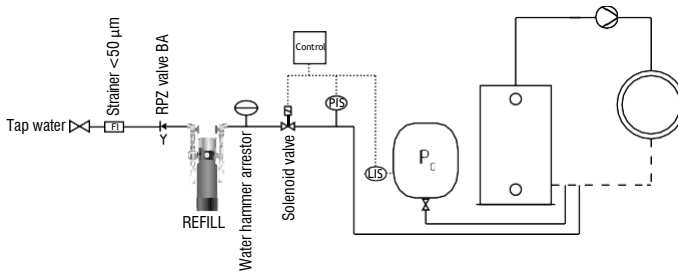 Tap water
FI
Strainer <50 µm
RPZ valve BA
REFILL
Water hammer arrestor
Solenoid valve
Control
PIS
LIS
P₀